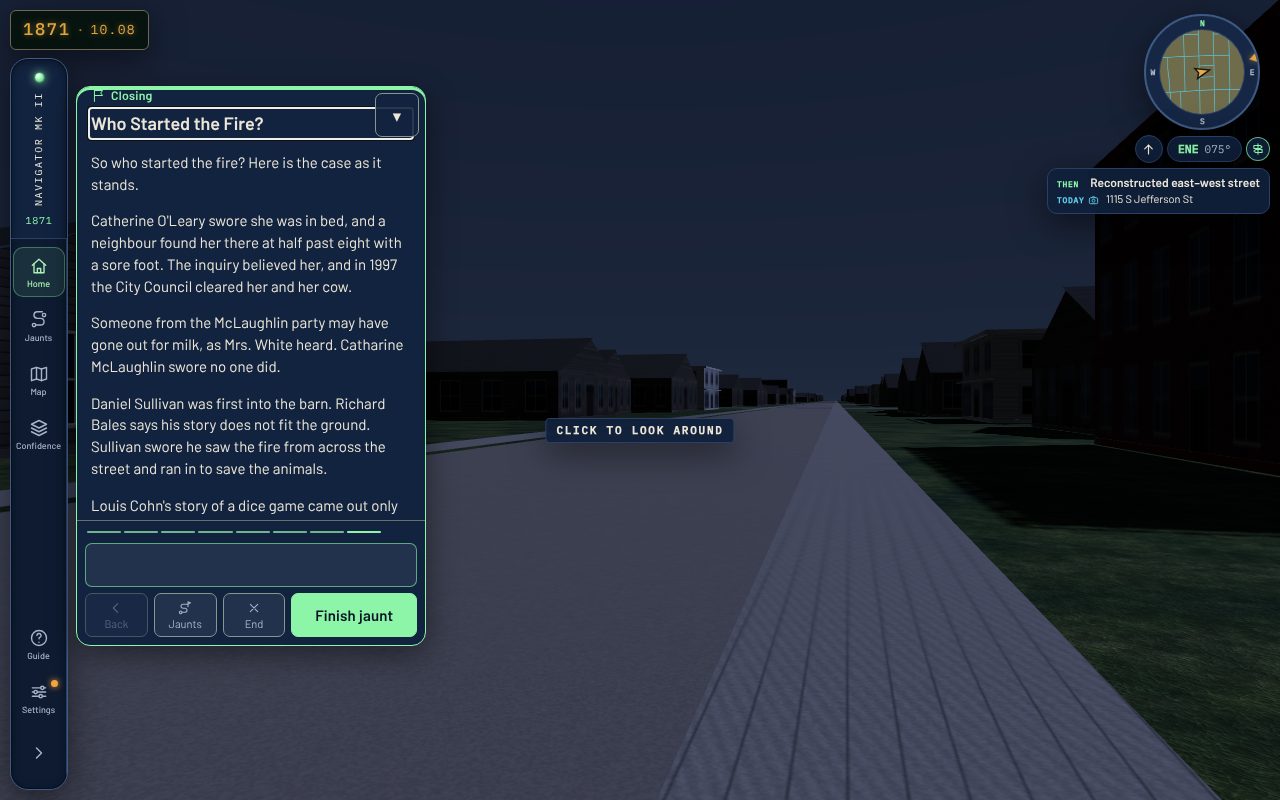 1871 · 10.08
NAVIGATOR MK II
1871
Home
Jaunts
Map
Confidence
Guide
Settings
Closing
Who Started the Fire?
So who started the fire? Here is the case as it
stands.
Catherine O'Leary swore she was in bed, and a
neighbour found her there at half past eight with
a sore foot. The inquiry believed her, and in 1997
the City Council cleared her and her cow.
Someone from the McLaughlin party may have
gone out for milk, as Mrs. White heard. Catharine
McLaughlin swore no one did.
Daniel Sullivan was first into the barn. Richard
Bales says his story does not fit the ground.
Sullivan swore he saw the fire from across the
street and ran in to save the animals.
Louis Cohn's story of a dice game came out only
Back
Jaunts
End
Finish jaunt
CLICK TO LOOK AROUND
N
W
E
S
ENE 075°
THEN Reconstructed east-west street
TODAY 1115 S Jefferson St